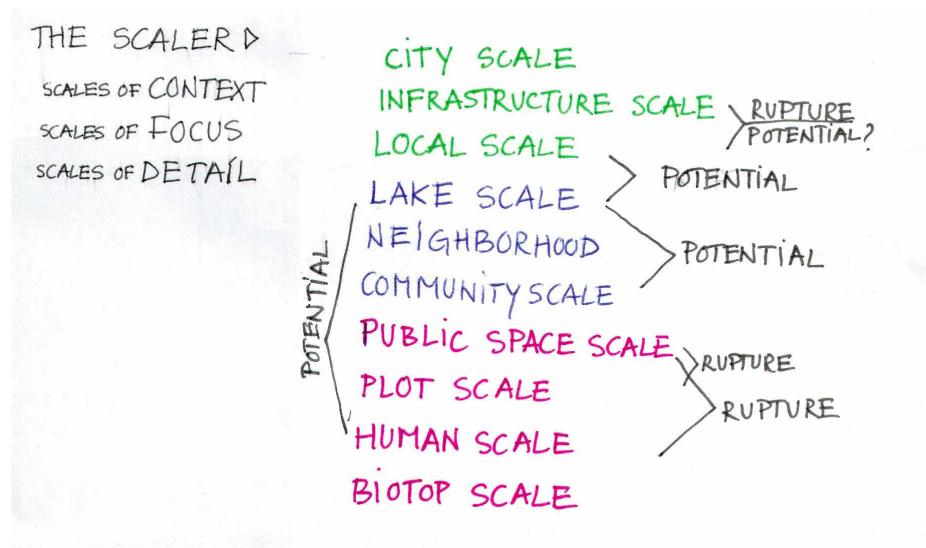 THE SCALER
SCALES OF CONTEXT
SCALES OF FOCUS
SCALES OF DETAIL
CITY SCALE
INFRASTRUCTURE SCALE
RUPTURE
POTENTIAL?
LOCAL SCALE
POTENTIAL
LAKE SCALE
NEIGHBORHOOD
POTENTIAL
COMMUNITY SCALE
POTENTIAL
PUBLIC SPACE SCALE
RUPTURE
PLOT SCALE
RUPTURE
HUMAN SCALE
BIOTOP SCALE